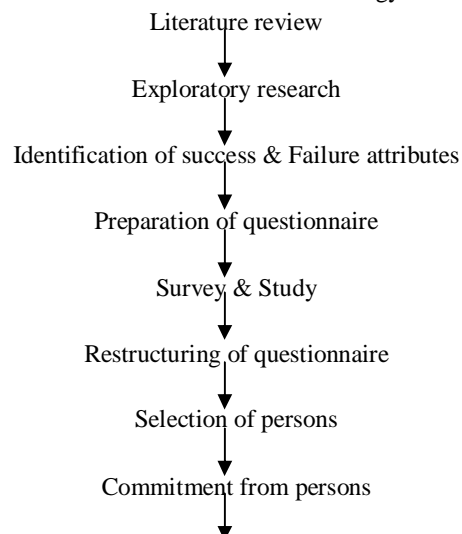 Literature review
Exploratory research
Identification of success & Failure attributes
Preparation of questionnaire
Survey & Study
Restructuring of questionnaire
Selection of persons
Commitment from persons